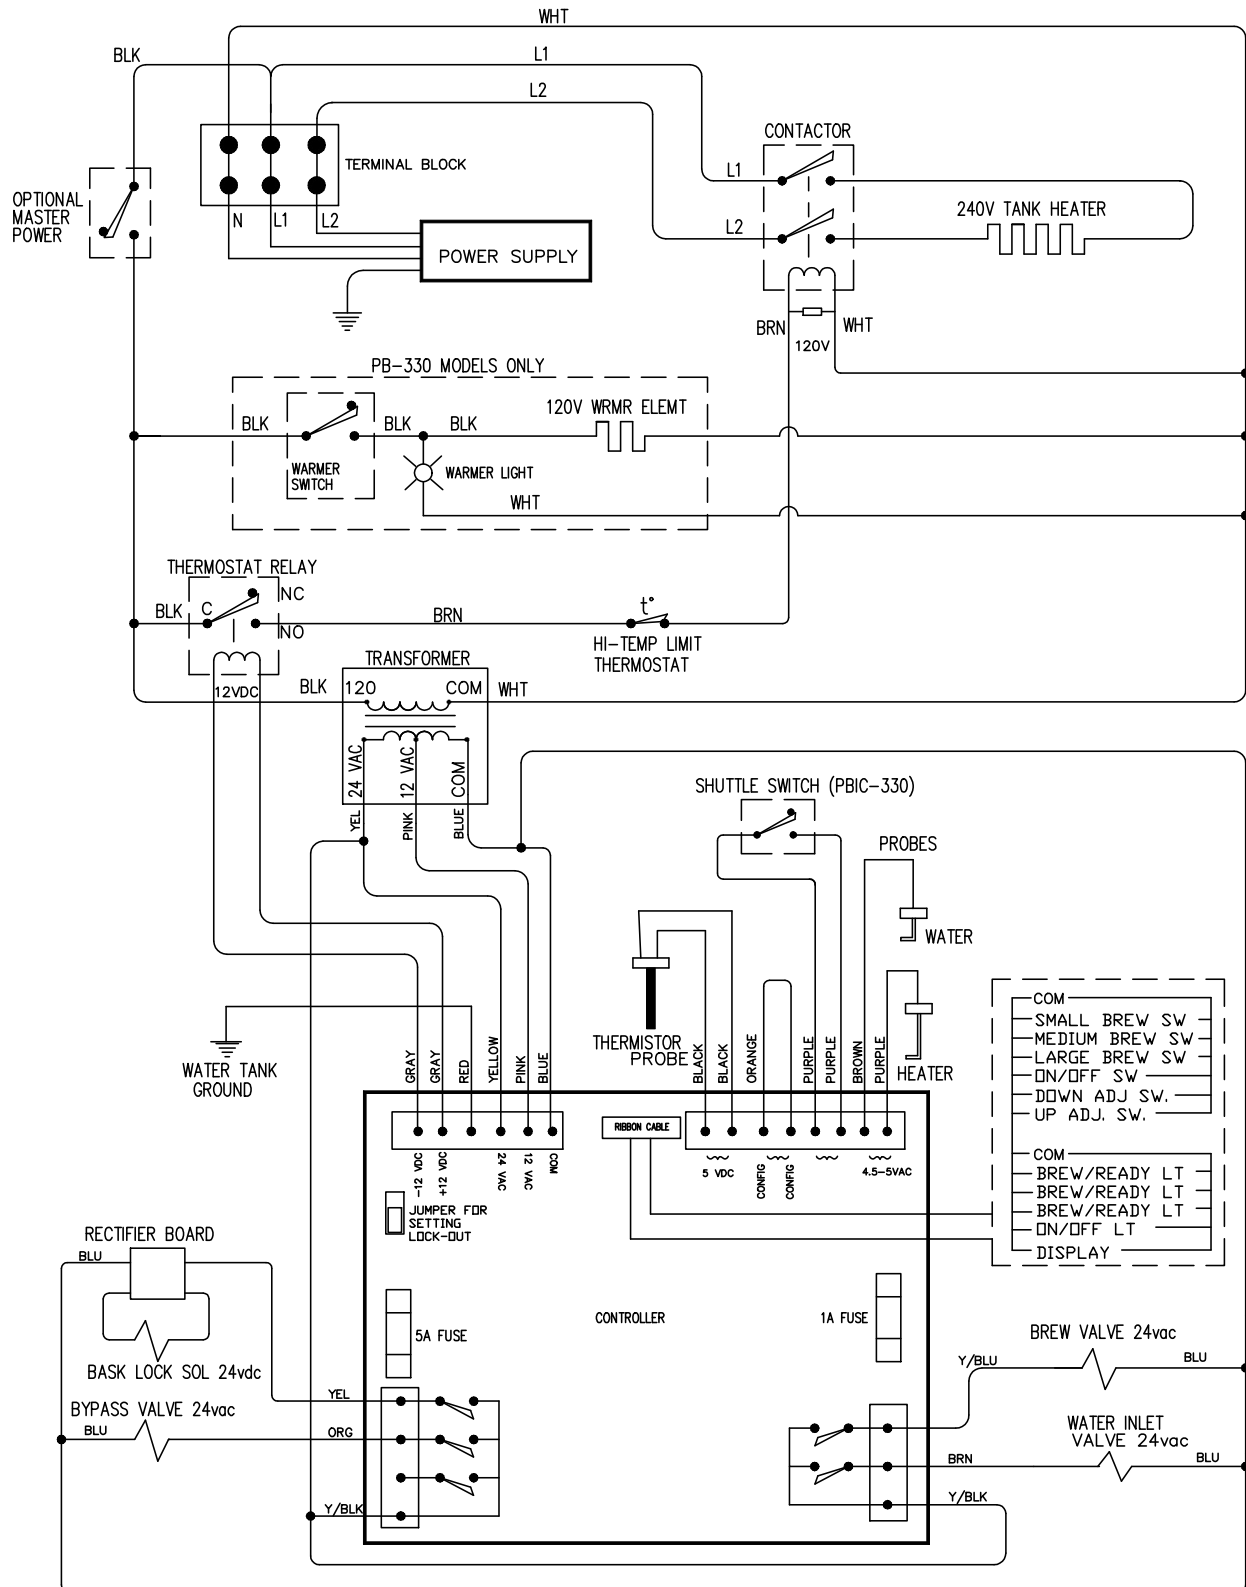 WHT
BLK
L1
L2
CONTACTOR
TERMINAL BLOCK
L1
OPTIONAL
MASTER
POWER
240V TANK HEATER
N
L1
L2
L2
POWER SUPPLY
BRN
WHT
120V
PB-330 MODELS ONLY
120V WRMR ELEMT
BLK
BLK
BLK
WARMER
SWITCH
WARMER LIGHT
WHT
THERMOSTAT RELAY
NC
BLK
C
NO
BRN
t°
HI-TEMP LIMIT
THERMOSTAT
TRANSFORMER
12VDC
BLK
120
COM
WHT
24 VAC
12 VAC
COM
YEL
PINK
BLUE
SHUTTLE SWITCH (PBIC-330)
PROBES
WATER
THERMISTOR
PROBE
HEATER
WATER TANK
GROUND
GRAY
GRAY
RED
YELLOW
PINK
BLUE
BLACK
BLACK
ORANGE
PURPLE
PURPLE
BROWN
PURPLE
COM
SMALL BREW SW
MEDIUM BREW SW
LARGE BREW SW
ON/OFF SW
DOWN ADJ SW.
UP ADJ. SW.
COM
BREW/READY LT
BREW/READY LT
BREW/READY LT
ON/OFF LT
DISPLAY
RIBBON CABLE
-12 VDC
+12 VDC
24 VAC
12 VAC
COM
5 VDC
CONFIG
CONFIG
4.5-5VAC
JUMPER FOR
SETTING
LOCK-OUT
RECTIFIER BOARD
BLU
5A FUSE
CONTROLLER
1A FUSE
BASK LOCK SOL 24vdc
BREW VALVE 24vac
Y/BLU
BLU
YEL
BYPASS VALVE 24vac
BLU
ORG
WATER INLET
VALVE 24vac
BRN
BLU
Y/BLK
Y/BLK